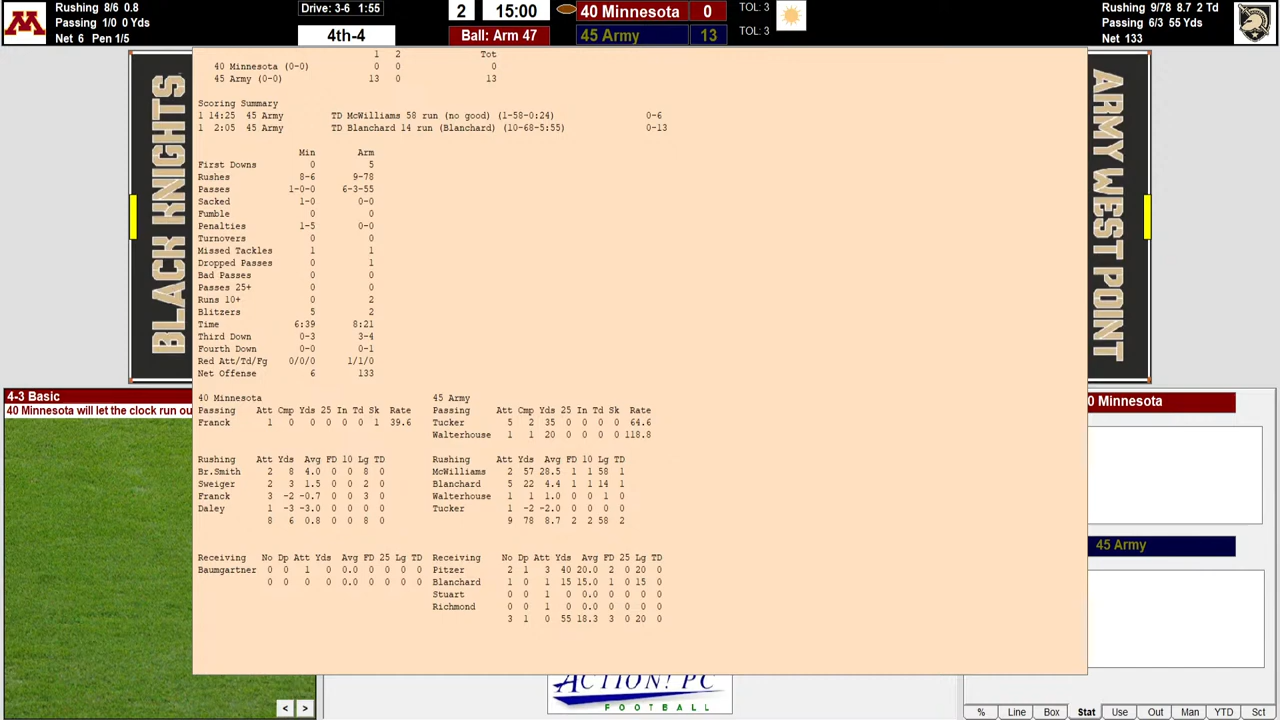 Rushing 8/6 0.8
Passing 1/0 0 Yds
Net 6 Pen 1/5
Drive: 3-6 1:55
4th-4
2 15:00
Ball: Arm 47
40 Minnesota 0
45 Army 13
TOL: 3
TOL: 3
Rushing 9/78 8.7 2 Td
Passing 6/3 55 Yds
Net 133
BLACK KNIGHTS
ARMY WEST POINT
1 2 Tot
40 Minnesota (0-0) 0 0 0
45 Army (0-0) 13 0 13
Scoring Summary
1 14:25 45 Army TD McWilliams 58 run (no good) (1-58-0:24) 0-6
1 2:05 45 Army TD Blanchard 14 run (Blanchard) (10-68-5:55) 0-13
Min Arm
First Downs 0 5
Rushes 8-6 9-78
Passes 1-0-0 6-3-55
Sacked 1-0 0-0
Fumble 0 0
Penalties 1-5 0-0
Turnovers 0 0
Missed Tackles 1 1
Dropped Passes 0 1
Bad Passes 0 0
Passes 25+ 0 0
Runs 10+ 0 2
Blitzers 5 2
Time 6:39 8:21
Third Down 0-3 3-4
Fourth Down 0-0 0-1
Red Att/Td/Fg 0/0/0 1/1/0
Net Offense 6 133
40 Minnesota
Passing Att Cmp Yds 25 In Td Sk Rate
Franck 1 0 0 0 0 0 1 39.6
45 Army
Passing Att Cmp Yds 25 In Td Sk Rate
Tucker 5 2 35 0 0 0 0 64.6
Walterhouse 1 1 20 0 0 0 0 118.8
Rushing Att Yds Avg FD 10 Lg TD
Br.Smith 2 8 4.0 0 0 8 0
Sweiger 2 3 1.5 0 0 2 0
Franck 3 -2 -0.7 0 0 3 0
Daley 1 -3 -3.0 0 0 0 0
8 6 0.8 0 0 8 0
Rushing Att Yds Avg FD 10 Lg TD
McWilliams 2 57 28.5 1 1 58 1
Blanchard 5 22 4.4 1 1 14 1
Walterhouse 1 1 1.0 0 0 1 0
Tucker 1 -2 -2.0 0 0 0 0
9 78 8.7 2 2 58 2
Receiving No Dp Att Yds Avg FD 25 Lg TD
Baumgartner 0 0 1 0 0.0 0 0 0 0
0 0 0 0 0.0 0 0 0 0
Receiving No Dp Att Yds Avg FD 25 Lg TD
Pitzer 2 1 3 40 20.0 2 0 20 0
Blanchard 1 0 1 15 15.0 1 0 15 0
Stuart 0 0 1 0 0.0 0 0 0 0
Richmond 0 0 1 0 0.0 0 0 0 0
3 1 0 55 18.3 3 0 20 0
4-3 Basic
40 Minnesota will let the clock run ou
0 Minnesota
45 Army
ACTION! PC
FOOTBALL
< >
% Line Box Stat Use Out Man YTD Sct